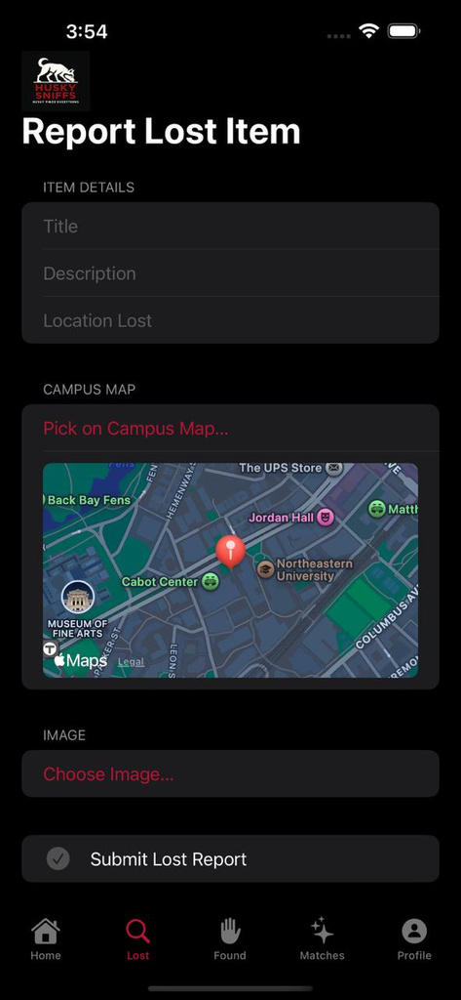 3:54
HUSKY
SNIFFS
HUSKY FINDS EVERYTHING
Report Lost Item
ITEM DETAILS
Title
Description
Location Lost
CAMPUS MAP
Pick on Campus Map...
The UPS Store
AVE
FEN
Fens
HEMENWAY S
Back Bay Fens
Jordan Hall
Matth
Northeastern
University
Cabot Center
MUSEUM OF
FINE ARTS
T
PARKER ST
LEON S
COLUMBUS AV
REMO
Maps
Legal
IMAGE
Choose Image...
Submit Lost Report
Home
Lost
Found
Matches
Profile